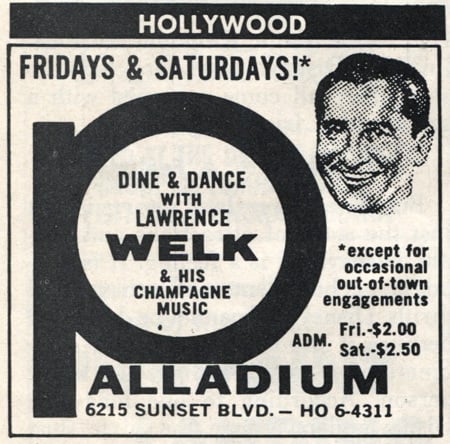 HOLLYWOOD
FRIDAYS & SATURDAYS!*
DINE & DANCE
WITH
LAWRENCE
WELK
& HIS
CHAMPAGNE
MUSIC
*except for
occasional
out-of-town
engagements
ADM. Fri.-$2.00
Sat.-$2.50
PALLADIUM
6215 SUNSET BLVD. — HO 6-4311